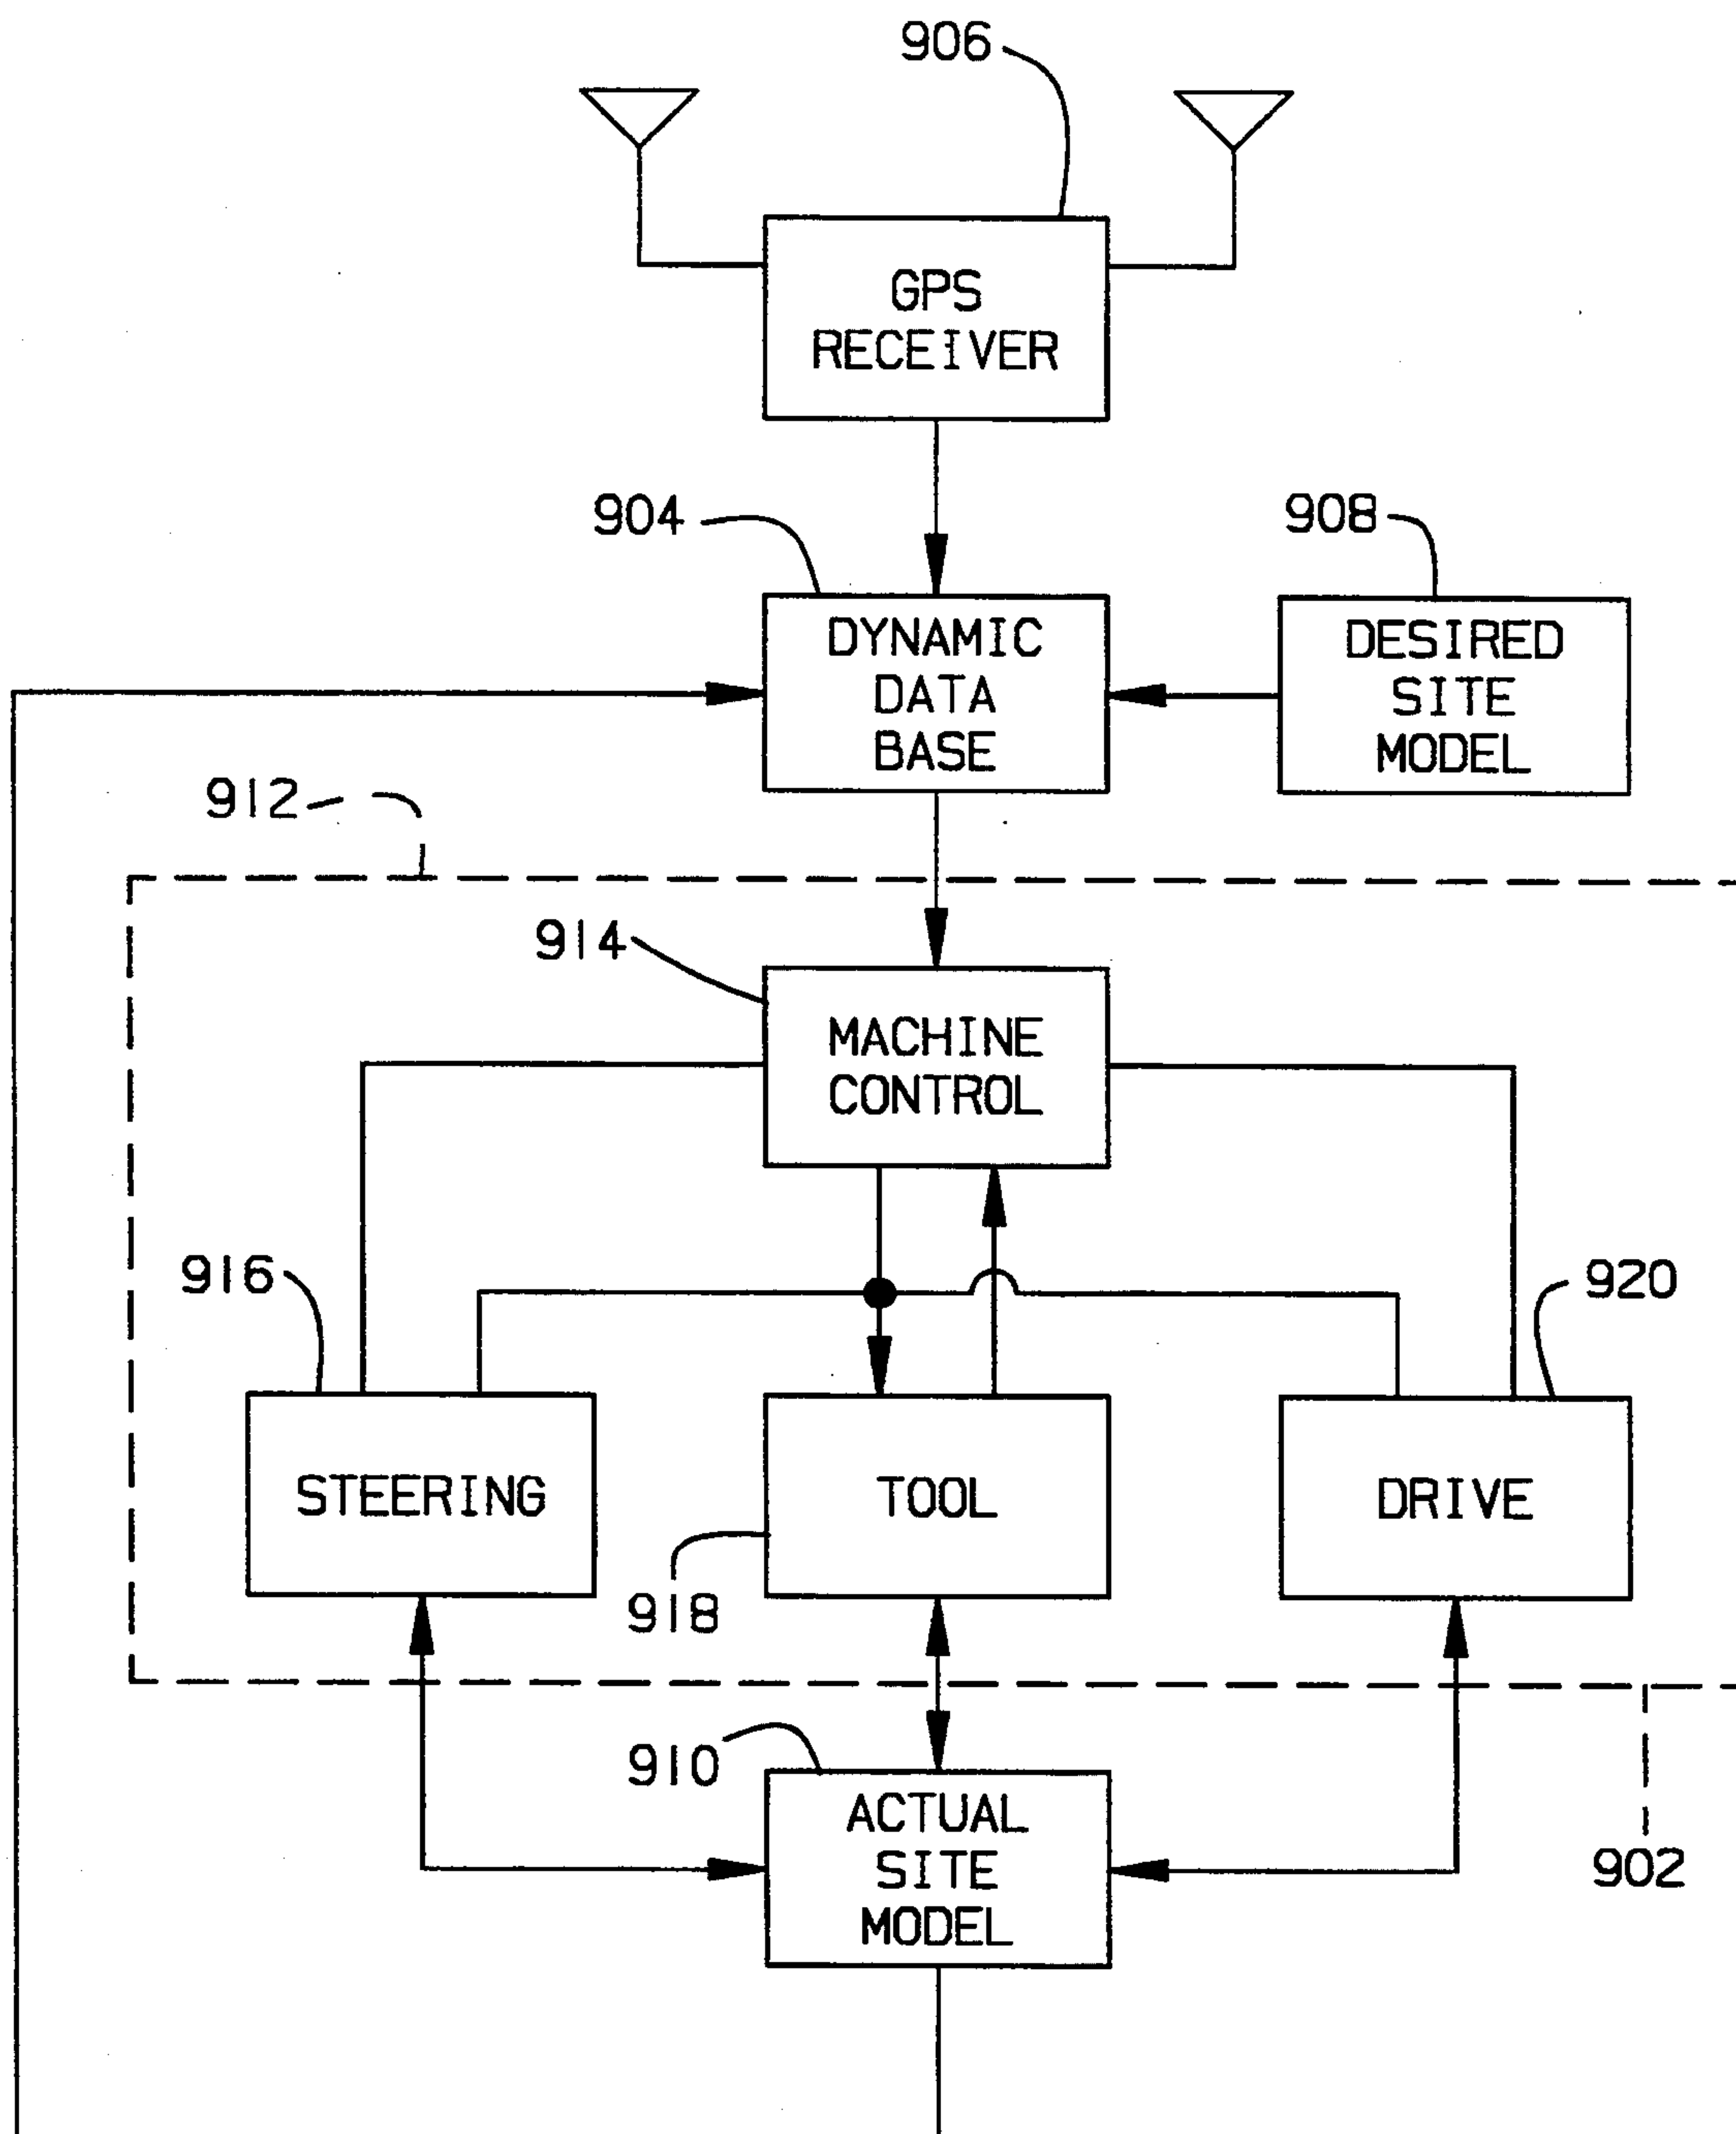 906
GPS
RECEIVER
904
908
DYNAMIC
DATA
BASE
DESIRED
SITE
MODEL
912
914
MACHINE
CONTROL
916
920
STEERING
TOOL
DRIVE
918
910
ACTUAL
SITE
MODEL
902